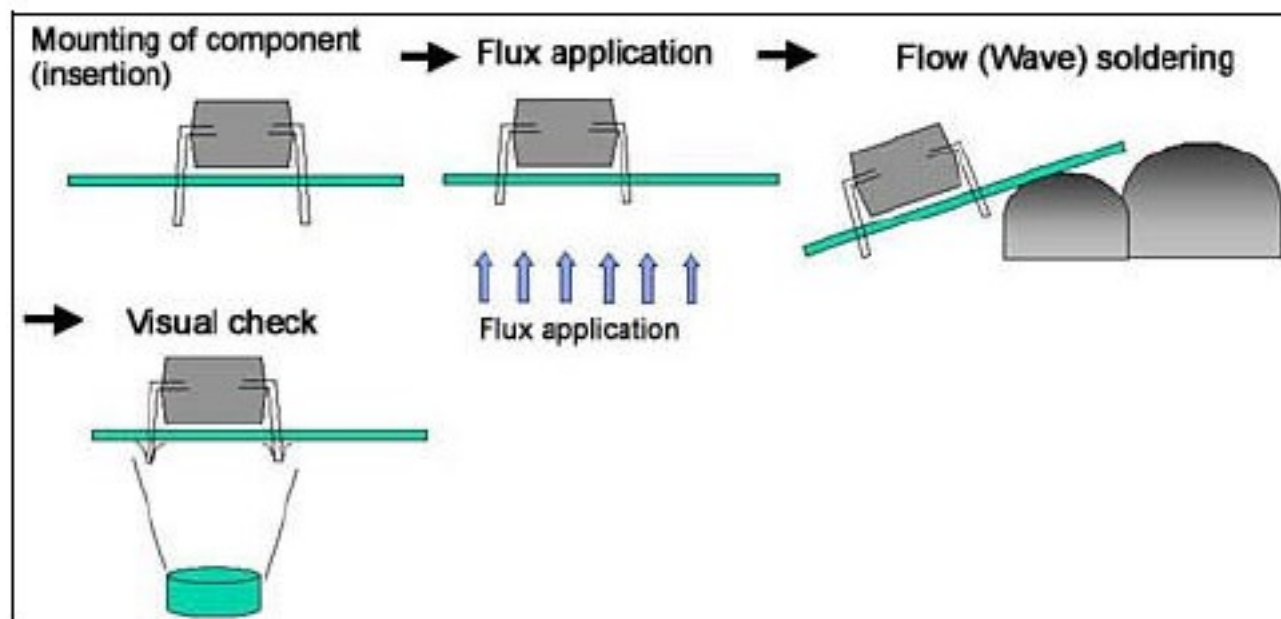 Mounting of component
(insertion)
Flux application
Flow (Wave) soldering
Flux application
Visual check